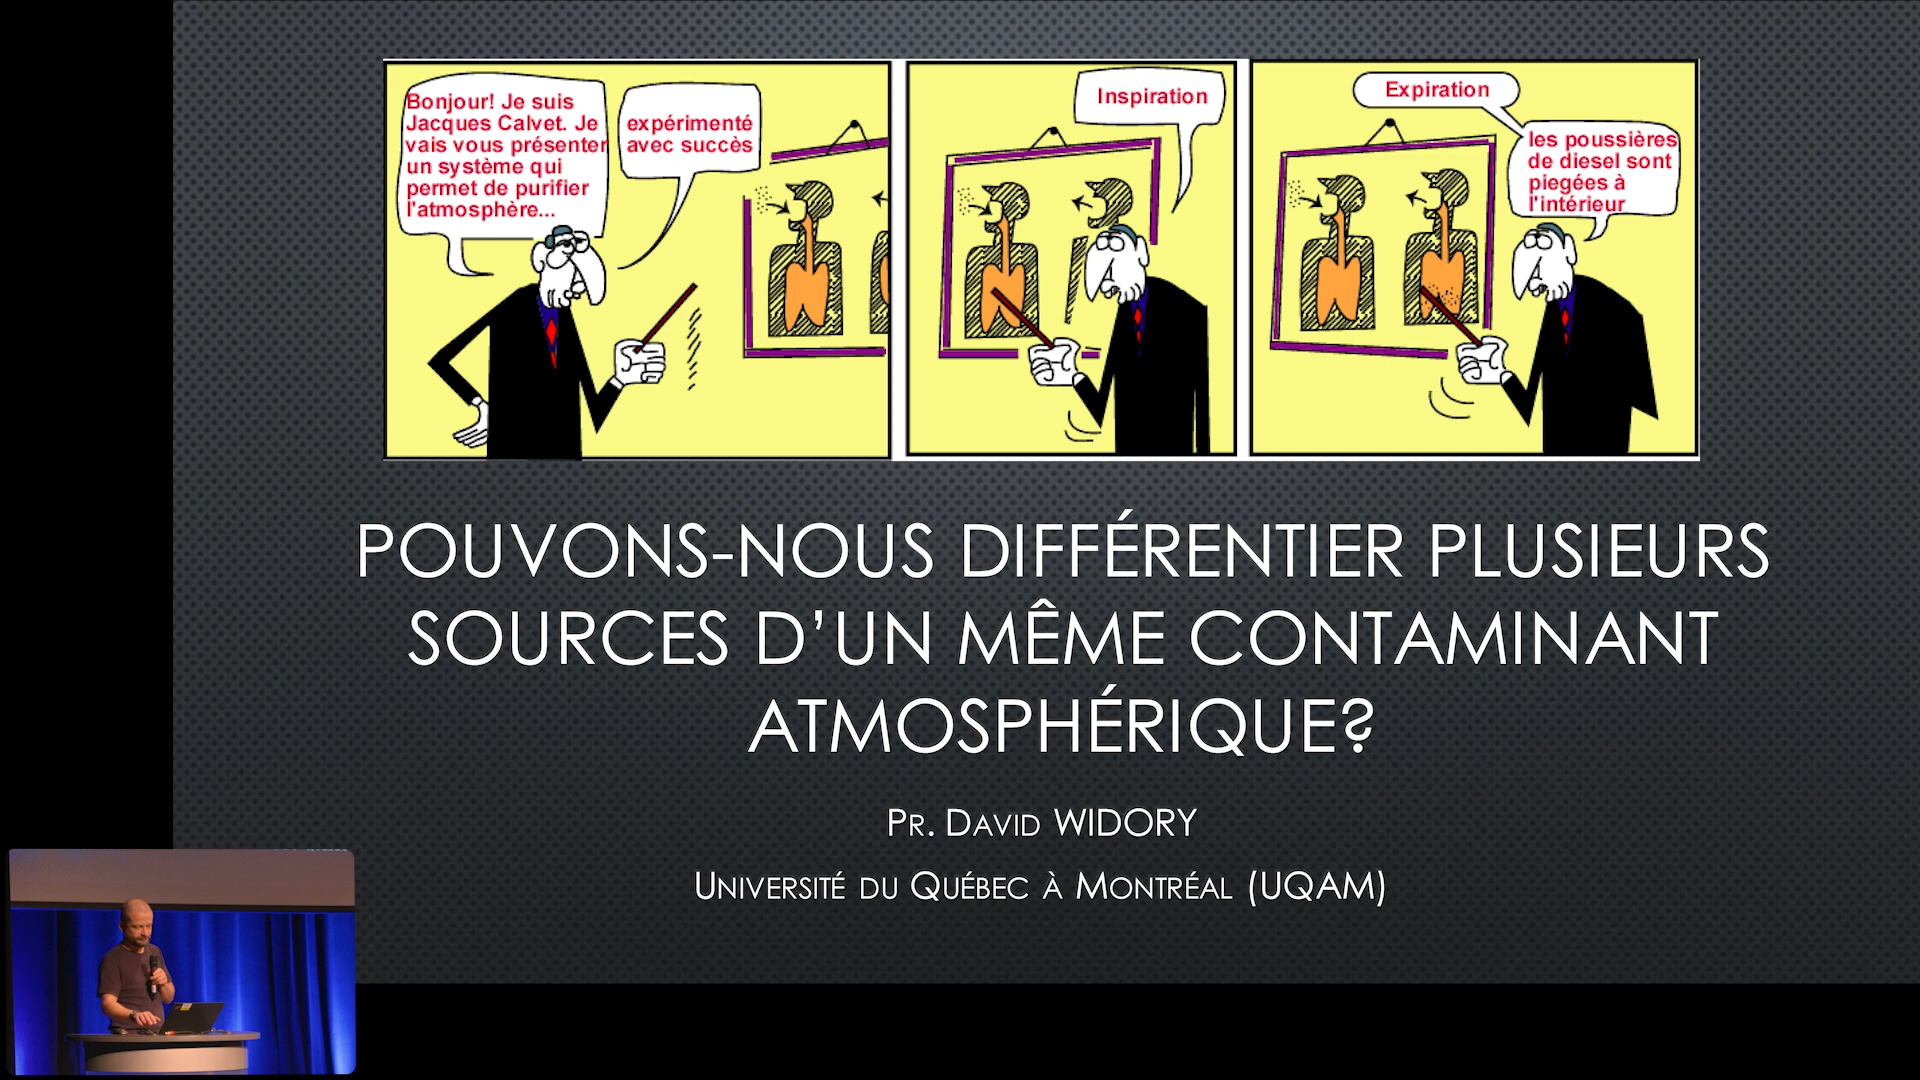 Bonjour! Je suis
Jacques Calvet. Je
vais vous présenter
un système qui
permet de purifier
l'atmosphère...
expérimenté
avec succès
Inspiration
Expiration
les poussières
de diesel sont
piegées à
l'intérieur
POUVONS-NOUS DIFFÉRENTIER PLUSIEURS
SOURCES D’UN MÊME CONTAMINANT
ATMOSPHÉRIQUE?
PR. DAVID WIDORY
UNIVERSITÉ DU QUÉBEC À MONTRÉAL (UQAM)